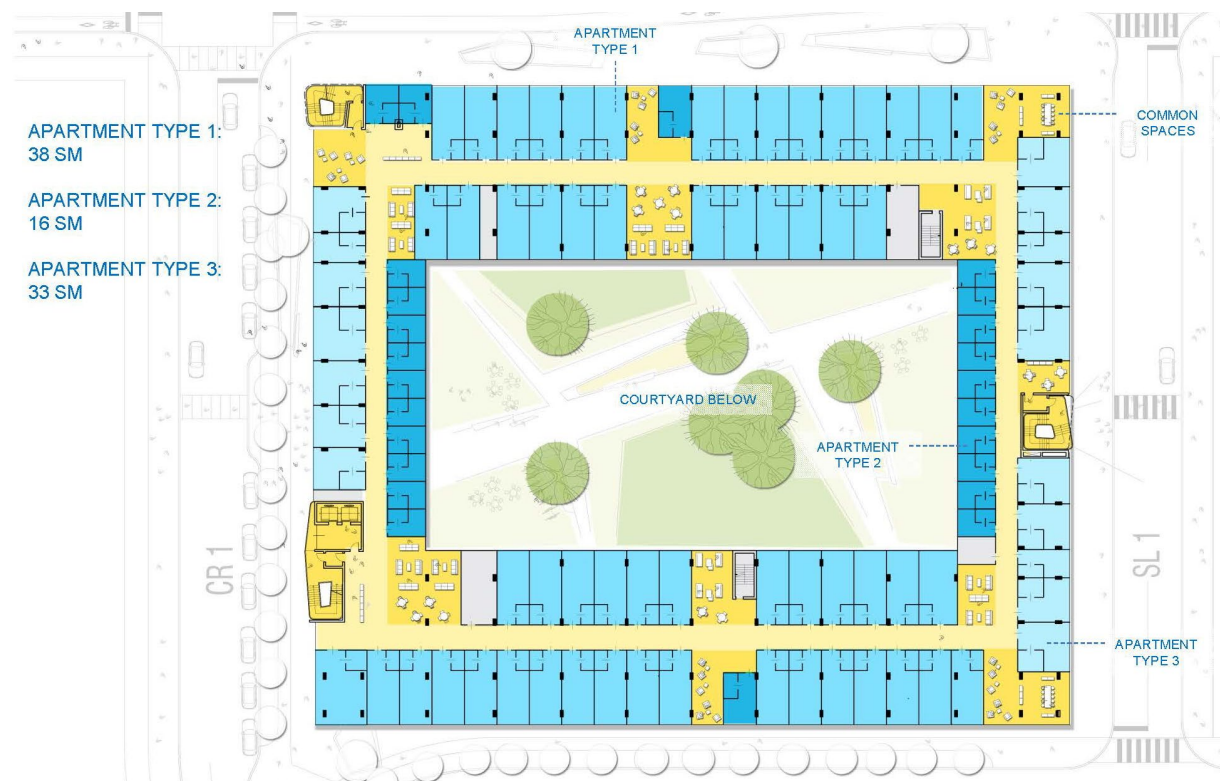 APARTMENT
TYPE 1
COMMON
SPACES
APARTMENT TYPE 1:
38 SM
APARTMENT TYPE 2:
16 SM
APARTMENT TYPE 3:
33 SM
COURTYARD BELOW
APARTMENT
TYPE 2
CR 1
SL 1
APARTMENT
TYPE 3